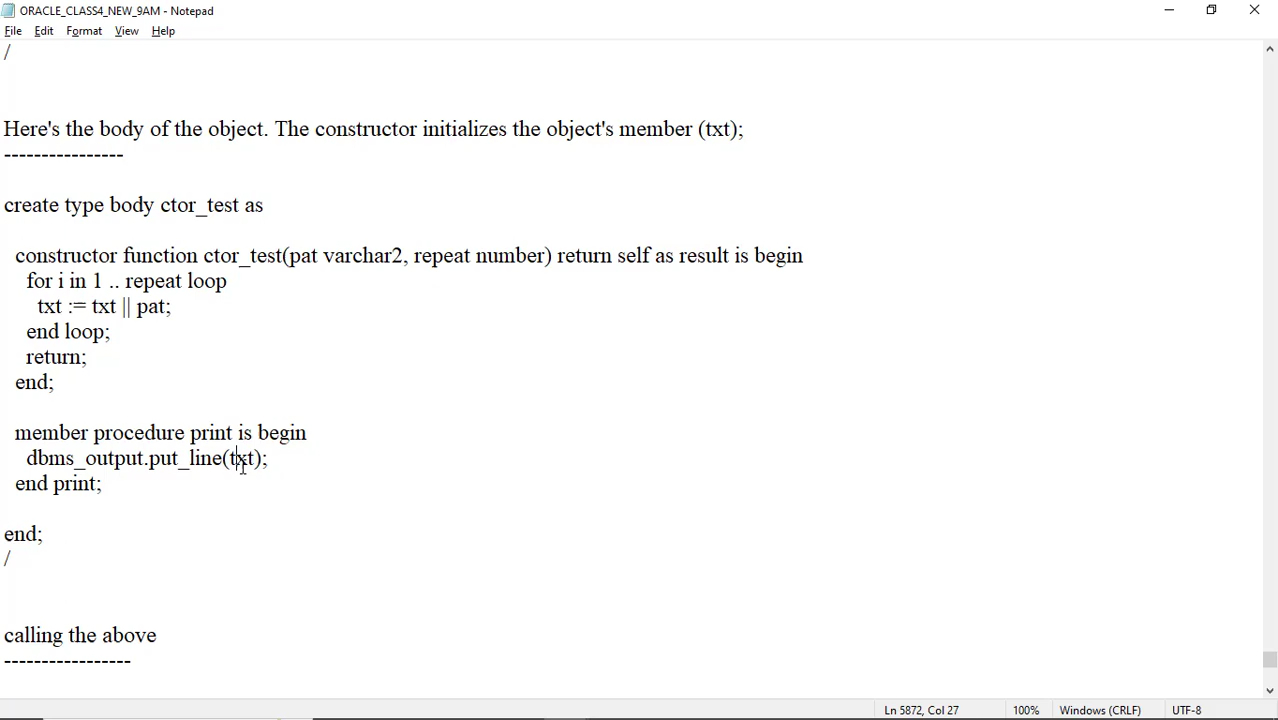 ORACLE_CLASS4_NEW_9AM - Notepad
File Edit Format View Help
/
Here's the body of the object. The constructor initializes the object's member (txt);
----------------
create type body ctor_test as
constructor function ctor_test(pat varchar2, repeat number) return self as result is begin
for i in 1 .. repeat loop
txt := txt || pat;
end loop;
return;
end;
member procedure print is begin
dbms_output.put_line(txt);
end print;
end;
/
calling the above
-----------------
Ln 5872, Col 27 100% Windows (CRLF) UTF-8